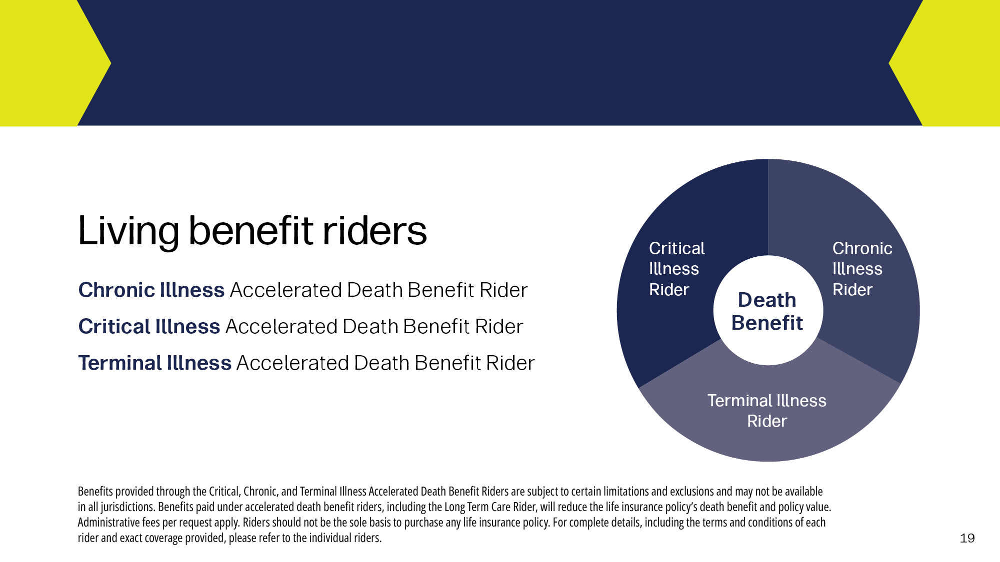 Living benefit riders
Chronic Illness Accelerated Death Benefit Rider
Critical Illness Accelerated Death Benefit Rider
Terminal Illness Accelerated Death Benefit Rider
Critical
Illness
Rider
Chronic
Illness
Rider
Death
Benefit
Terminal Illness
Rider
Benefits provided through the Critical, Chronic, and Terminal Illness Accelerated Death Benefit Riders are subject to certain limitations and exclusions and may not be available
in all jurisdictions. Benefits paid under accelerated death benefit riders, including the Long Term Care Rider, will reduce the life insurance policy’s death benefit and policy value.
Administrative fees per request apply. Riders should not be the sole basis to purchase any life insurance policy. For complete details, including the terms and conditions of each
rider and exact coverage provided, please refer to the individual riders.
19